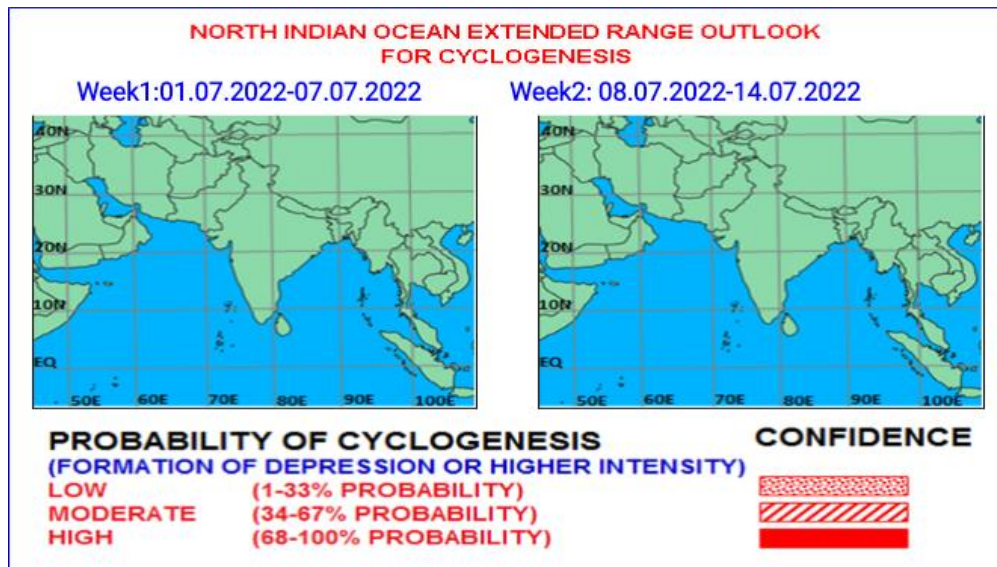 NORTH INDIAN OCEAN EXTENDED RANGE OUTLOOK
FOR CYCLOGENESIS
Week1:01.07.2022-07.07.2022
Week2: 08.07.2022-14.07.2022
40N
30N
20N
10N
EQ
50E 60E 70E 80E 90E 100E
40N
30N
20N
10N
EQ
50E 60E 70E 80E 90E 100E
PROBABILITY OF CYCLOGENESIS
CONFIDENCE
(FORMATION OF DEPRESSION OR HIGHER INTENSITY)
LOW (1-33% PROBABILITY)
MODERATE (34-67% PROBABILITY)
HIGH (68-100% PROBABILITY)